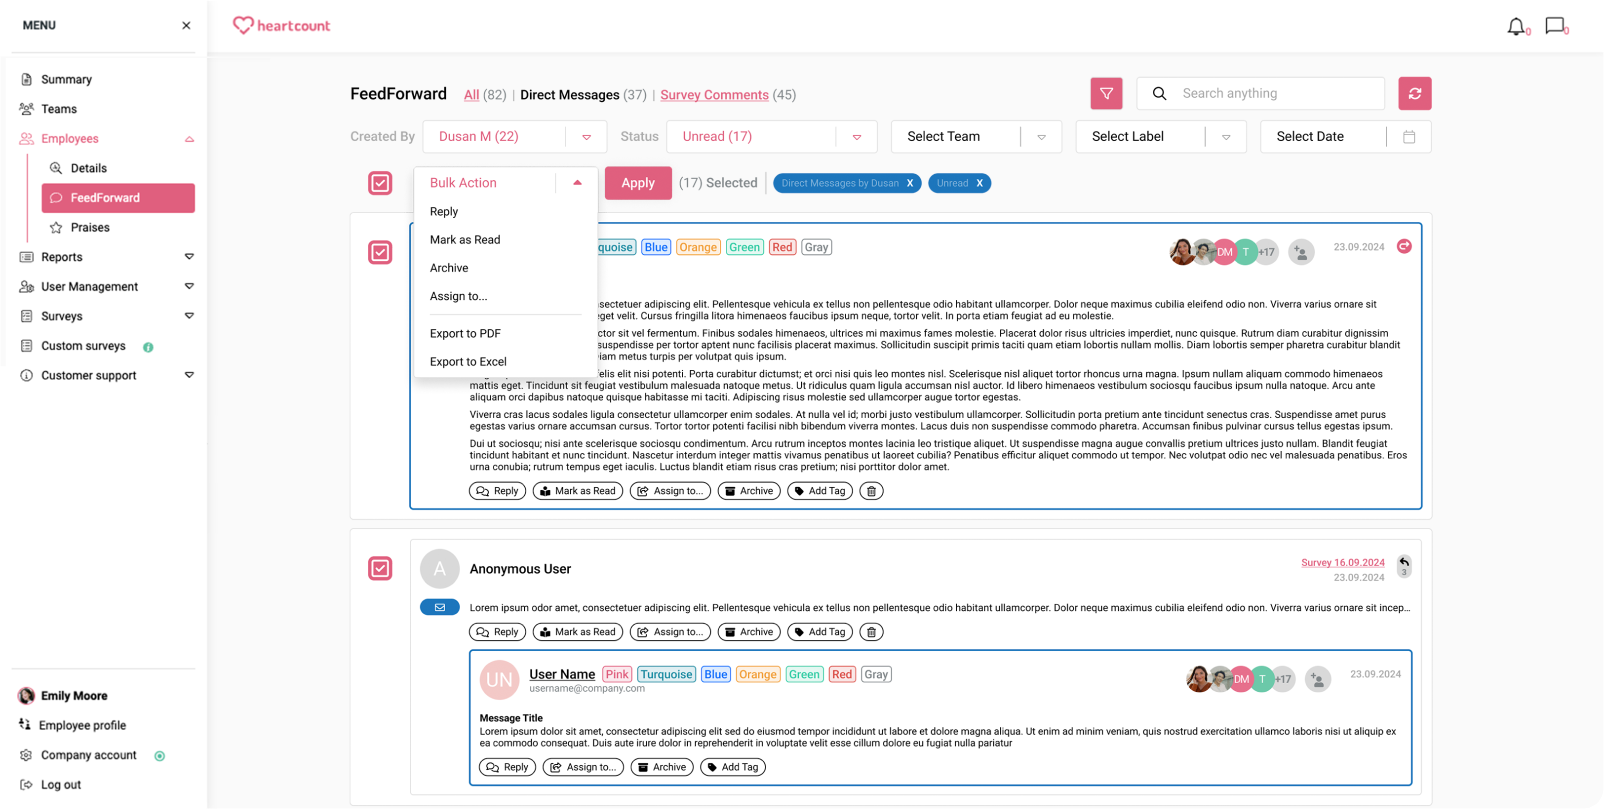 MENU
heartcount
0
0
Summary
Teams
Employees
Details
FeedForward
Praises
Reports
User Management
Surveys
Custom surveys
Customer support
Emily Moore
Employee profile
Company account
Log out
FeedForward All (82) | Direct Messages (37) | Survey Comments (45)
Search anything
Created By Dusan M (22) Status Unread (17) Select Team Select Label Select Date
Bulk Action Apply (17) Selected Direct Messages by Dusan X Unread X
Reply
Mark as Read
Archive
Assign to...
Export to PDF
Export to Excel
quoise Blue Orange Green Red Gray DM T +17 23.09.2024
sectetuer adipiscing elit. Pellentesque vehicula ex tellus non pellentesque odio habitant ullamcorper. Dolor neque maximus cubilia eleifend odio non. Viverra varius ornare sit
eget velit. Cursus fringilla litora himenaeos faucibus ipsum neque, tortor velit. In porta etiam feugiat ad eu molestie.
ctor sit vel fermentum. Finibus sodales himenaeos, ultrices mi maximus fames molestie. Placerat dolor risus ultricies imperdiet, nunc quisque. Rutrum diam curabitur dignissim
suspendisse per tortor aptent nunc facilisis placerat maximus. Sollicitudin suscipit primis taciti quam etiam lobortis nullam mollis. Diam lobortis semper pharetra curabitur blandit
iam metus turpis per volutpat quis ipsum.
felis elit nisi potenti. Porta curabitur dictumst; et orci nisi quis leo montes nisl. Scelerisque nisl aliquet tortor rhoncus urna magna. Ipsum nullam aliquam commodo himenaeos
mattis eget. Tincidunt sit feugiat vestibulum malesuada natoque metus. Ut ridiculus quam ligula accumsan nisl auctor. Id libero himenaeos vestibulum sociosqu faucibus ipsum nulla natoque. Arcu ante
aliquam orci dapibus natoque quisque habitasse mi taciti. Adipiscing risus molestie sed ullamcorper augue tortor egestas.
Viverra cras lacus sodales ligula consectetur ullamcorper enim sodales. At nulla vel id; morbi justo vestibulum ullamcorper. Sollicitudin porta pretium ante tincidunt senectus cras. Suspendisse amet purus
egestas varius ornare accumsan cursus. Tortor tortor potenti facilisi nibh bibendum viverra montes. Lacus duis non suspendisse commodo pharetra. Accumsan finibus pulvinar cursus tellus egestas ipsum.
Dui ut sociosqu; nisi ante scelerisque sociosqu condimentum. Arcu rutrum inceptos montes lacinia leo tristique aliquet. Ut suspendisse magna augue convallis pretium ultrices justo nullam. Blandit feugiat
tincidunt habitant et nunc tincidunt. Nascetur interdum integer mattis vivamus penatibus ut laoreet cubilia? Penatibus efficitur aliquet commodo ut tempor. Nec volutpat odio nec vel malesuada penatibus. Eros
urna conubia; rutrum tempus eget iaculis. Luctus blandit etiam risus cras pretium; nisi porttitor dolor amet.
Reply Mark as Read Assign to... Archive Add Tag
A Anonymous User Survey 16.09.2024
23.09.2024 3
Lorem ipsum odor amet, consectetuer adipiscing elit. Pellentesque vehicula ex tellus non pellentesque odio habitant ullamcorper. Dolor neque maximus cubilia eleifend odio non. Viverra varius ornare sit incep...
Reply Mark as Read Assign to... Archive Add Tag
UN User Name Pink Turquoise Blue Orange Green Red Gray DM T +17 23.09.2024
username@company.com
Message Title
Lorem ipsum dolor sit amet, consectetur adipiscing elit sed do eiusmod tempor incididunt ut labore et dolore magna aliqua. Ut enim ad minim veniam, quis nostrud exercitation ullamco laboris nisi ut aliquip ex
ea commodo consequat. Duis aute irure dolor in reprehenderit in voluptate velit esse cillum dolore eu fugiat nulla pariatur
Reply Assign to... Archive Add Tag